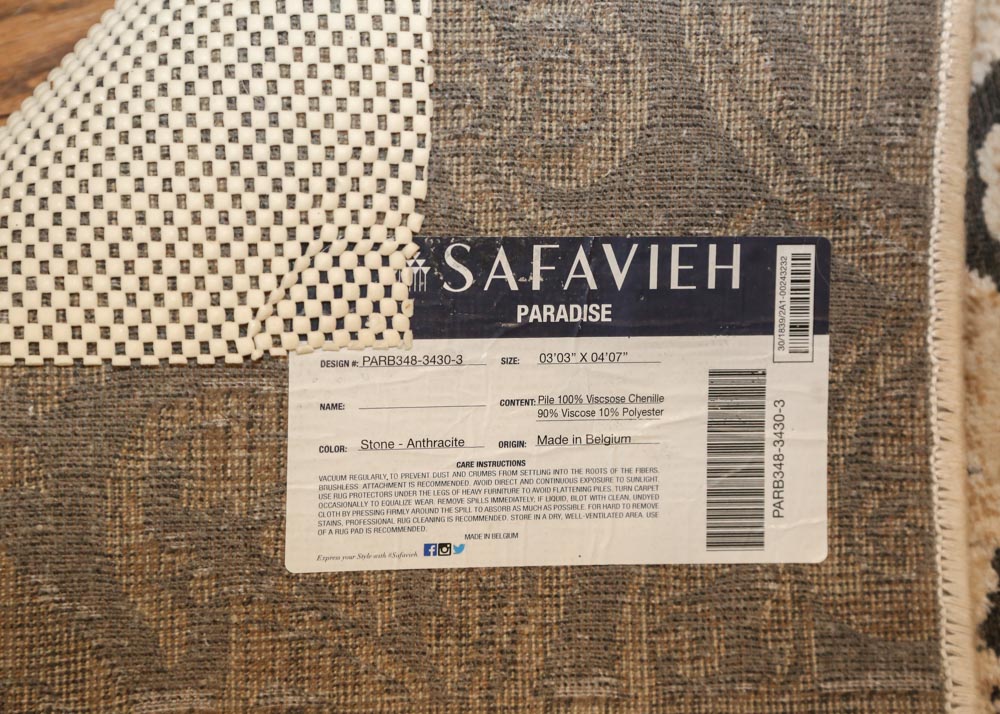 SAFAVIEH
PARADISE
30/1839/2A1-00243232
DESIGN #: PARB348-3430-3 SIZE: 03'03" X 04'07"
NAME: CONTENT: Pile 100% Viscsose Chenille
90% Viscose 10% Polyester
COLOR: Stone - Anthracite ORIGIN: Made in Belgium
PARB348-3430-3
CARE INSTRUCTIONS
VACUUM REGULARLY, TO PREVENT DUST AND CRUMBS FROM SETTLING INTO THE ROOTS OF THE FIBERS.
BRUSHLESS ATTACHMENT IS RECOMMENDED. AVOID DIRECT AND CONTINUOUS EXPOSURE TO SUNLIGHT.
USE RUG PROTECTORS UNDER THE LEGS OF HEAVY FURNITURE TO AVOID FLATTENING PILES. TURN CARPET
OCCASIONALLY TO EQUALIZE WEAR. REMOVE SPILLS IMMEDIATELY; IF LIQUID, BLOT WITH CLEAN, UNDYED
CLOTH BY PRESSING FIRMLY AROUND THE SPILL TO ABSORB AS MUCH AS POSSIBLE. FOR HARD TO REMOVE
STAINS, PROFESSIONAL RUG CLEANING IS RECOMMENDED. STORE IN A DRY, WELL-VENTILATED AREA. USE
OF A RUG PAD IS RECOMMENDED.
MADE IN BELGIUM
Express your Style with #Safavieh